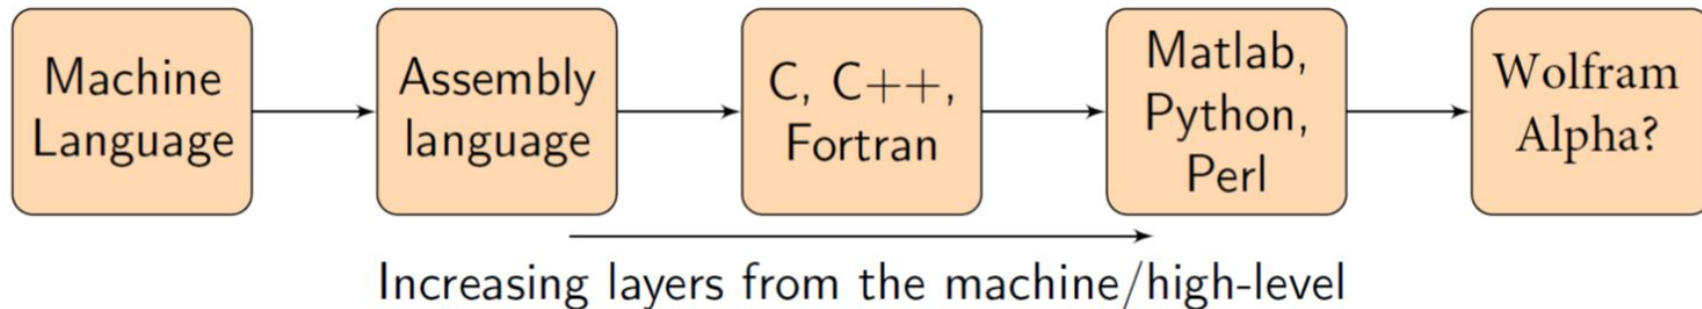 Machine
Language
Assembly
language
C, C++,
Fortran
Matlab,
Python,
Perl
Wolfram
Alpha?
Increasing layers from the machine/high-level